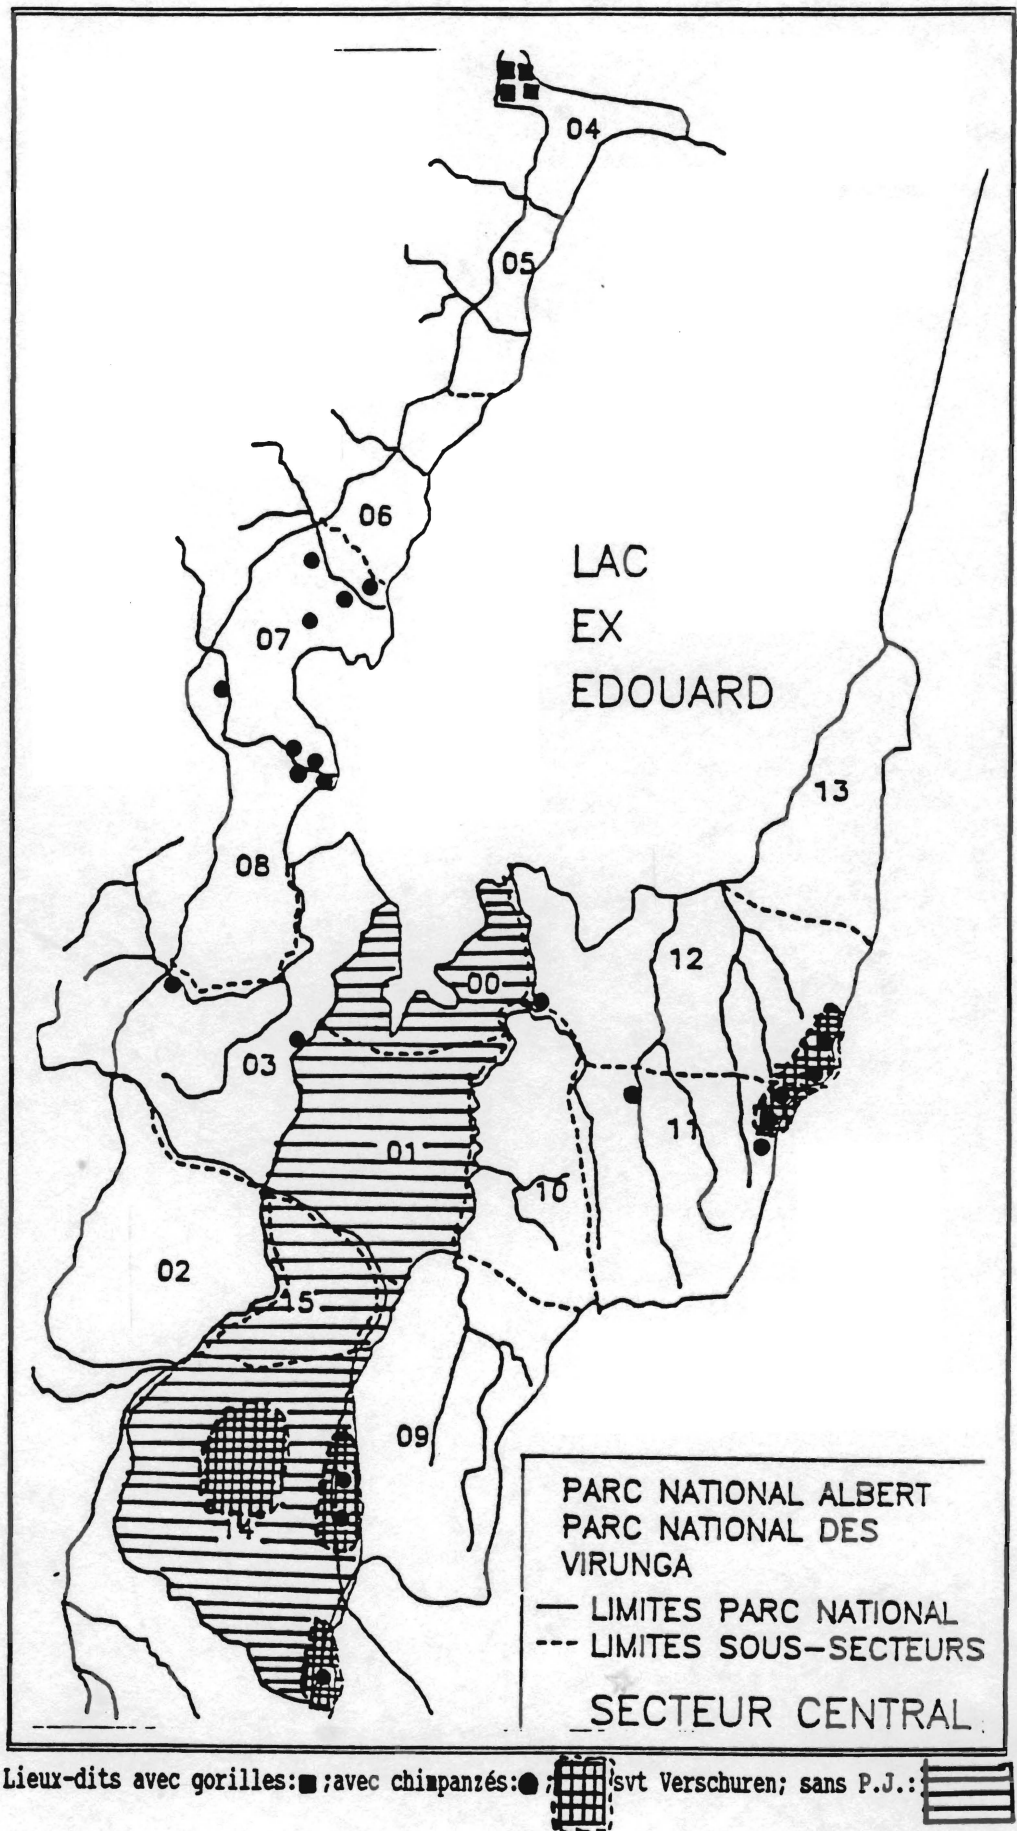 04
05
06
LAC
EX
07
EDOUARD
13
08
12
00
03
11
01
10
02
15
09
14
PARC NATIONAL ALBERT
PARC NATIONAL DES
VIRUNGA
LIMITES PARC NATIONAL
LIMITES SOUS-SECTEURS
SECTEUR CENTRAL
Lieux-dits avec gorilles: ;avec chimpanzés: ; svt Verschuren; sans P.J.: